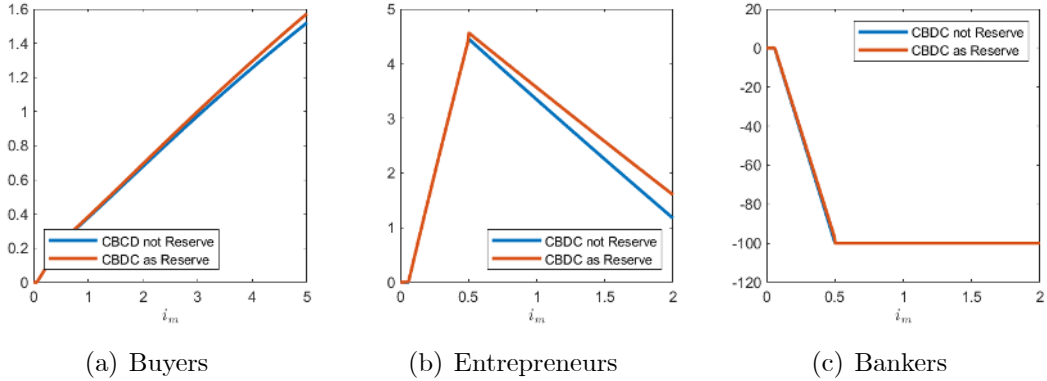 1.6
1.4
1.2
1
0.8
0.6
0.4
0.2
0
CBCD not Reserve
CBDC as Reserve
0 1 2 3 4 5
i_m
(a) Buyers
5
4
3
2
1
0
CBDC not Reserve
CBDC as Reserve
0 0.5 1 1.5 2
i_m
(b) Entrepreneurs
20
0
-20
-40
-60
-80
-100
-120
CBDC not Reserve
CBDC as Reserve
0 0.5 1 1.5 2
i_m
(c) Bankers